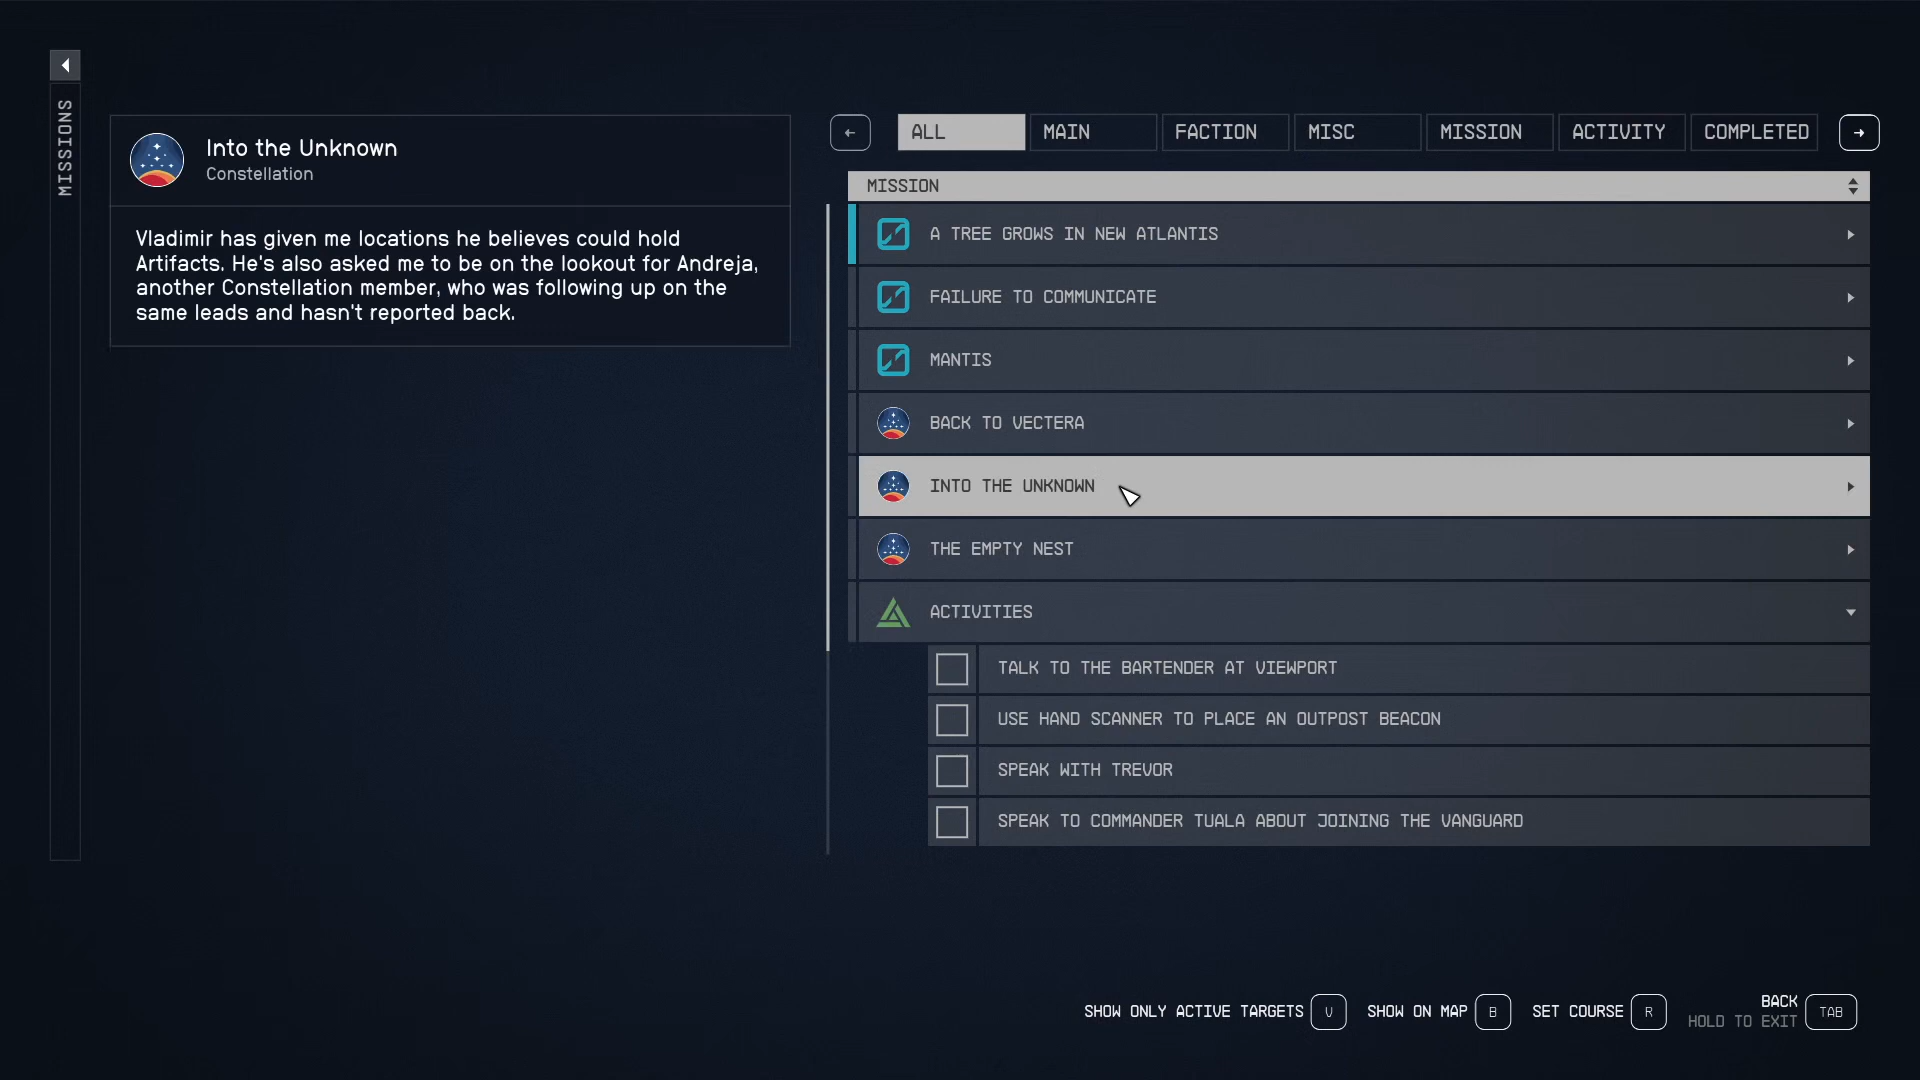 MISSIONS
Into the Unknown
Constellation
Vladimir has given me locations he believes could hold
Artifacts. He's also asked me to be on the lookout for Andreja,
another Constellation member, who was following up on the
same leads and hasn't reported back.
ALL MAIN FACTION MISC MISSION ACTIVITY COMPLETED
MISSION
A TREE GROWS IN NEW ATLANTIS
FAILURE TO COMMUNICATE
MANTIS
BACK TO VECTERA
INTO THE UNKNOWN
THE EMPTY NEST
ACTIVITIES
TALK TO THE BARTENDER AT VIEWPORT
USE HAND SCANNER TO PLACE AN OUTPOST BEACON
SPEAK WITH TREVOR
SPEAK TO COMMANDER TUALA ABOUT JOINING THE VANGUARD
SHOW ONLY ACTIVE TARGETS V SHOW ON MAP B SET COURSE R BACK TAB
HOLD TO EXIT